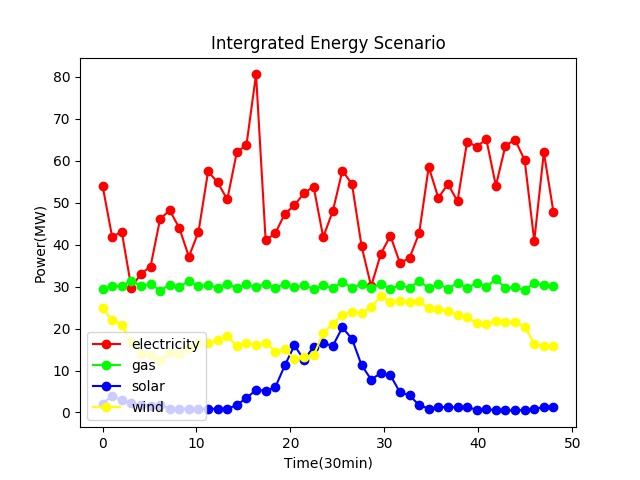 Intergrated Energy Scenario
Power(MW)
80
70
60
50
40
30
20
10
0
electricity
gas
solar
wind
0 10 20 30 40 50
Time(30min)